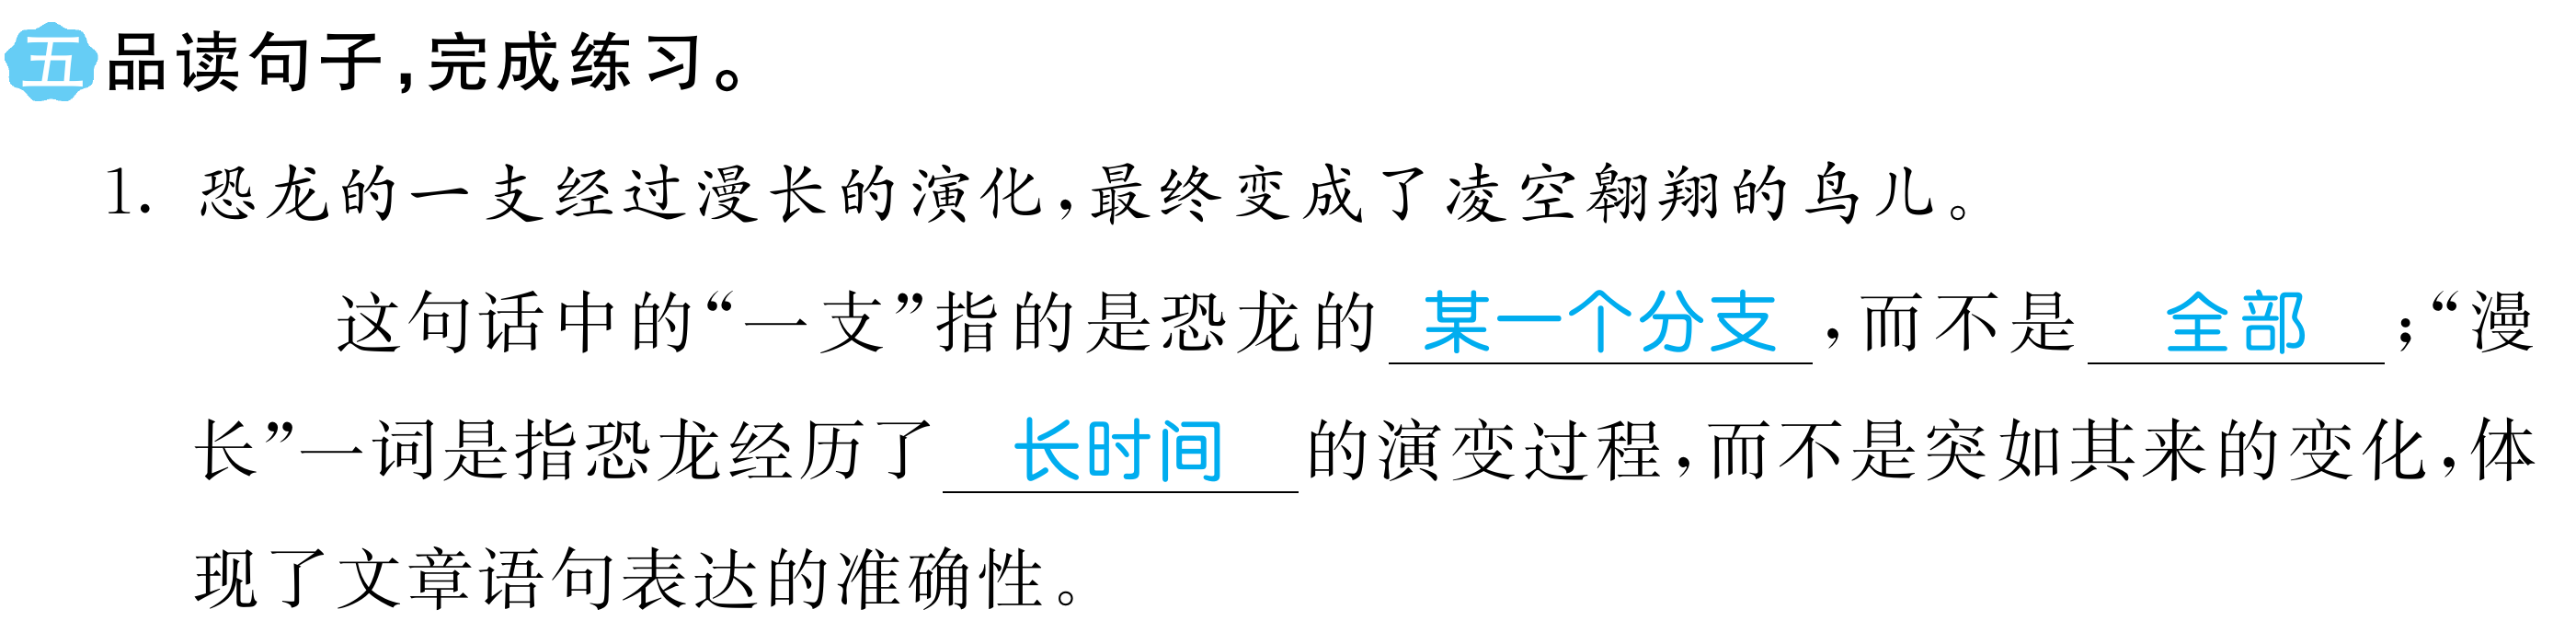 五 品读句子,完成练习。
1. 恐龙的一支经过漫长的演化,最终变成了凌空翱翔的鸟儿。
这句话中的“一支”指的是恐龙的 某一个分支 ,而不是 全部 ;“漫
长”一词是指恐龙经历了 长时间 的演变过程,而不是突如其来的变化,体
现了文章语句表达的准确性。